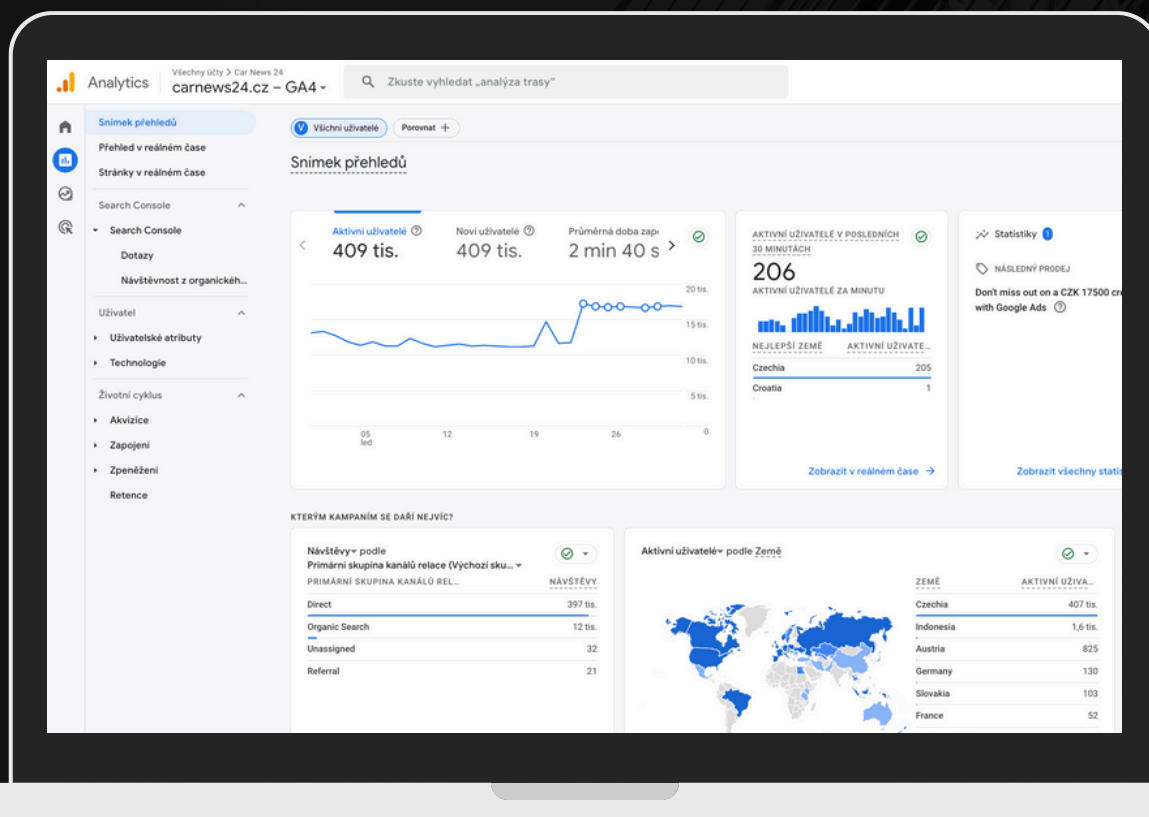 Analytics
Všechny účty > Car News 24
carnews24.cz – GA4
Zkuste vyhledat „analýza trasy"
Snímek přehledů
Přehled v reálném čase
Stránky v reálném čase
Search Console
Search Console
Dotazy
Návštěvnost z organickéh...
Uživatel
Uživatelské atributy
Technologie
Životní cyklus
Akvizice
Zapojení
Zpeněžení
Retence
V Všichni uživatelé
Porovnat +
Snímek přehledů
Aktivní uživatelé
409 tis.
Noví uživatelé
409 tis.
Průměrná doba zap
2 min 40 s
20 tis.
15 tis.
10 tis.
5 tis.
0
05
led
12
19
26
AKTIVNÍ UŽIVATELÉ V POSLEDNÍCH
30 MINUTÁCH
206
AKTIVNÍ UŽIVATELÉ ZA MINUTU
NEJLEPŠÍ ZEMĚ AKTIVNÍ UŽIVATE...
Czechia 205
Croatia 1
Zobrazit v reálném čase →
Statistiky 1
NÁSLEDNÝ PRODEJ
Don't miss out on a CZK 17500 cr
with Google Ads
Zobrazit všechny stati
KTERÝM KAMPANÍM SE DAŘÍ NEJVÍC?
Návštěvy podle
Primární skupina kanálů relace (Výchozí sku...
PRIMÁRNÍ SKUPINA KANÁLŮ REL... NÁVŠTĚVY
Direct 397 tis.
Organic Search 12 tis.
Unassigned 32
Referral 21
Aktivní uživatelé podle Země
ZEMĚ AKTIVNÍ UŽIVA...
Czechia 407 tis.
Indonesia 1,6 tis.
Austria 825
Germany 130
Slovakia 103
France 52